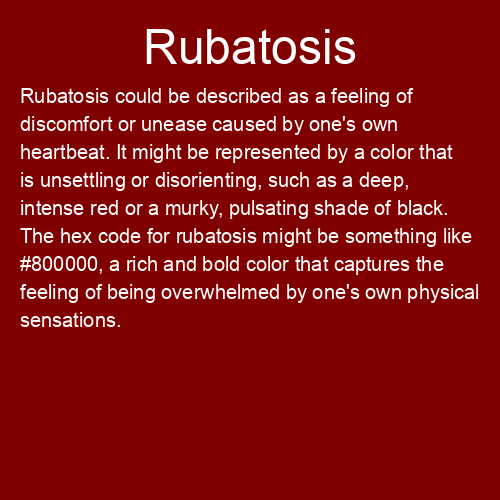 Rubatosis
Rubatosis could be described as a feeling of
discomfort or unease caused by one's own
heartbeat. It might be represented by a color that
is unsettling or disorienting, such as a deep,
intense red or a murky, pulsating shade of black.
The hex code for rubatosis might be something like
#800000, a rich and bold color that captures the
feeling of being overwhelmed by one's own physical
sensations.